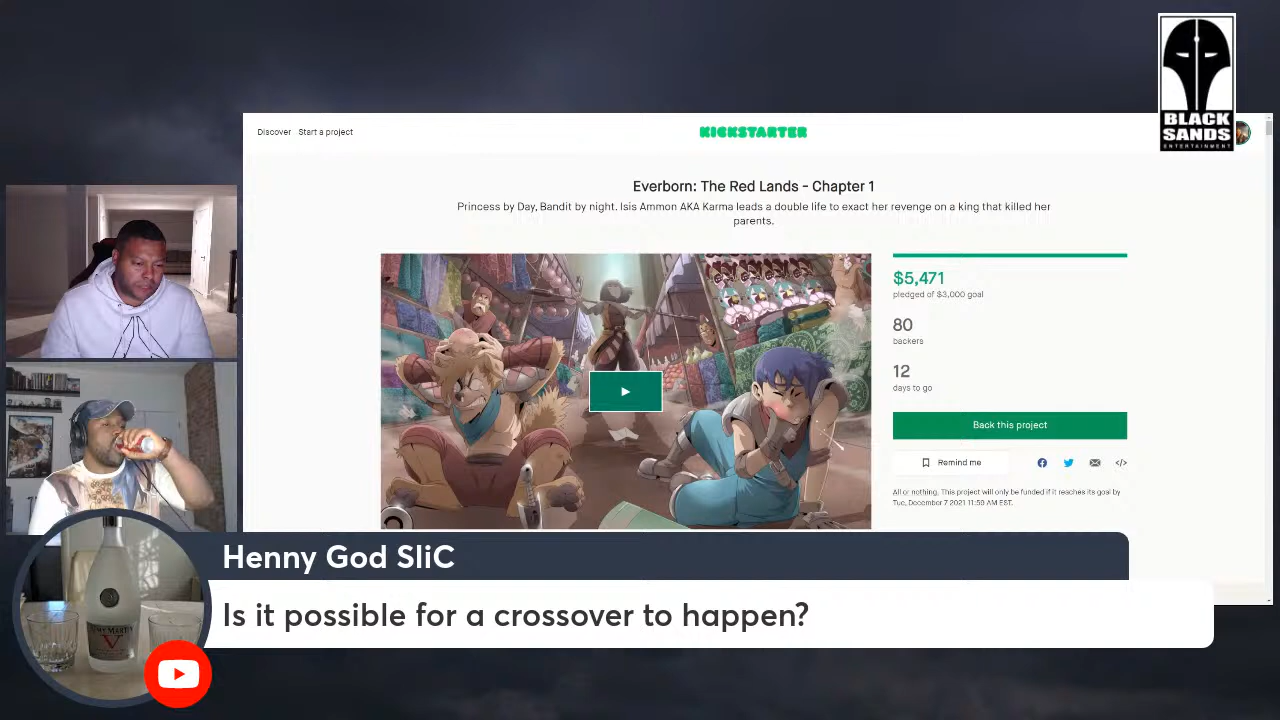 BLACK
SANDS
ENTERTAINMENT
Discover Start a project
KICKSTARTER
Everborn: The Red Lands - Chapter 1
Princess by Day, Bandit by night. Isis Ammon AKA Karma leads a double life to exact her revenge on a king that killed her
parents.
$5,471
pledged of $3,000 goal
80
backers
12
days to go
Back this project
Remind me
</>
All or nothing. This project will only be funded if it reaches its goal by
Tue, December 7 2021 11:59 AM EST.
Henny God SliC
Is it possible for a crossover to happen?
V